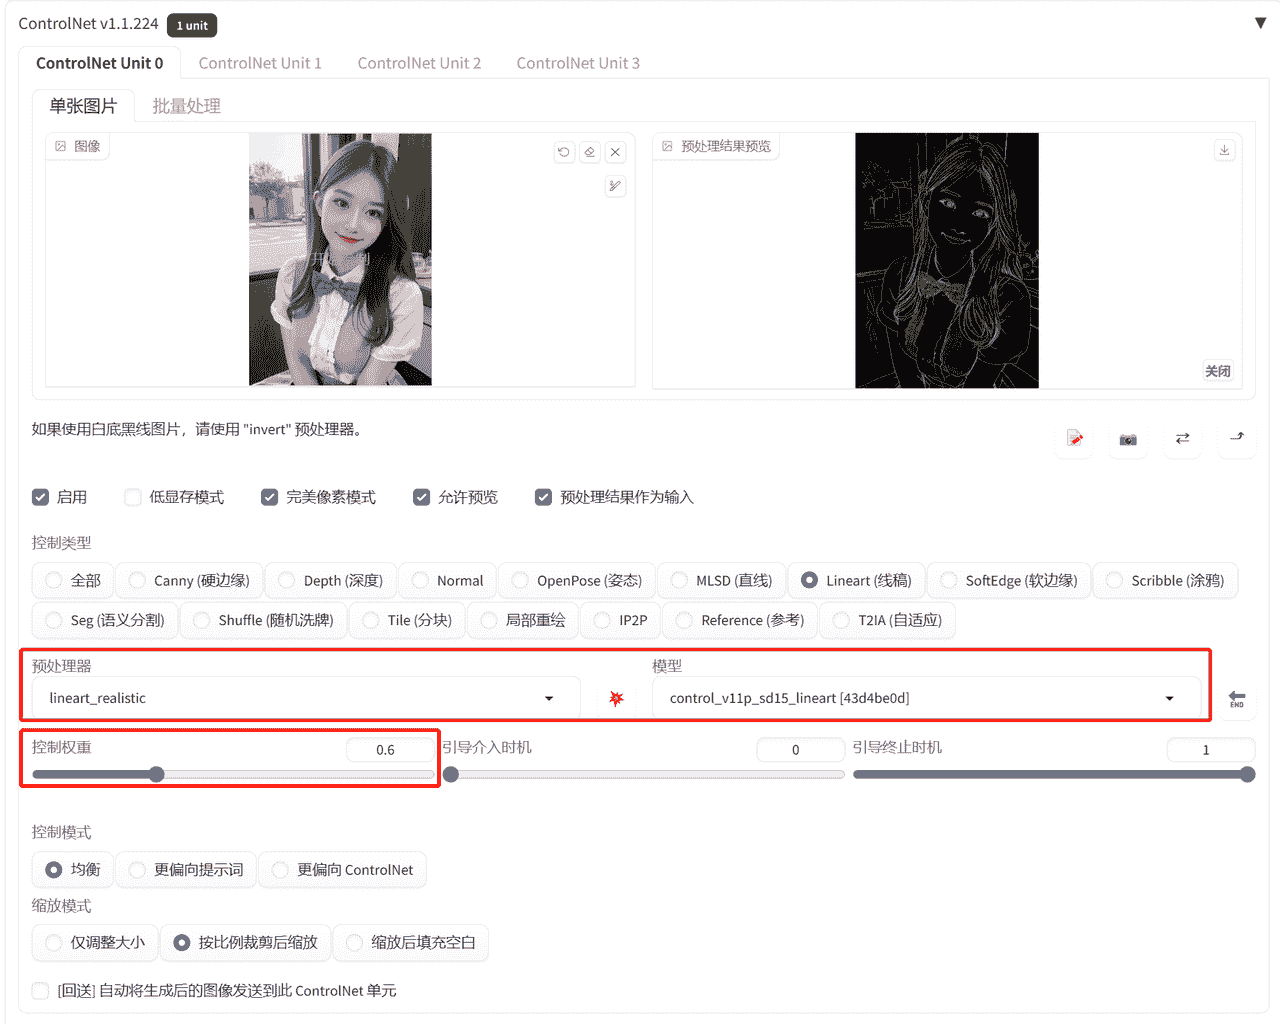 ControlNet v1.1.224 1 unit
ControlNet Unit 0 ControlNet Unit 1 ControlNet Unit 2 ControlNet Unit 3
单张图片 批量处理
图像 预处理结果预览
关闭
如果使用白底黑线图片，请使用 "invert" 预处理器。
启用 低显存模式 完美像素模式 允许预览 预处理结果作为输入
控制类型
全部 Canny (硬边缘) Depth (深度) Normal OpenPose (姿态) MLSD (直线) Lineart (线稿) SoftEdge (软边缘) Scribble (涂鸦)
Seg (语义分割) Shuffle (随机洗牌) Tile (分块) 局部重绘 IP2P Reference (参考) T2IA (自适应)
预处理器 模型
lineart_realistic control_v11p_sd15_lineart [43d4be0d]
END
控制权重 0.6 引导介入时机 0 引导终止时机 1
控制模式
均衡 更偏向提示词 更偏向 ControlNet
缩放模式
仅调整大小 按比例裁剪后缩放 缩放后填充空白
[回送] 自动将生成后的图像发送到此 ControlNet 单元